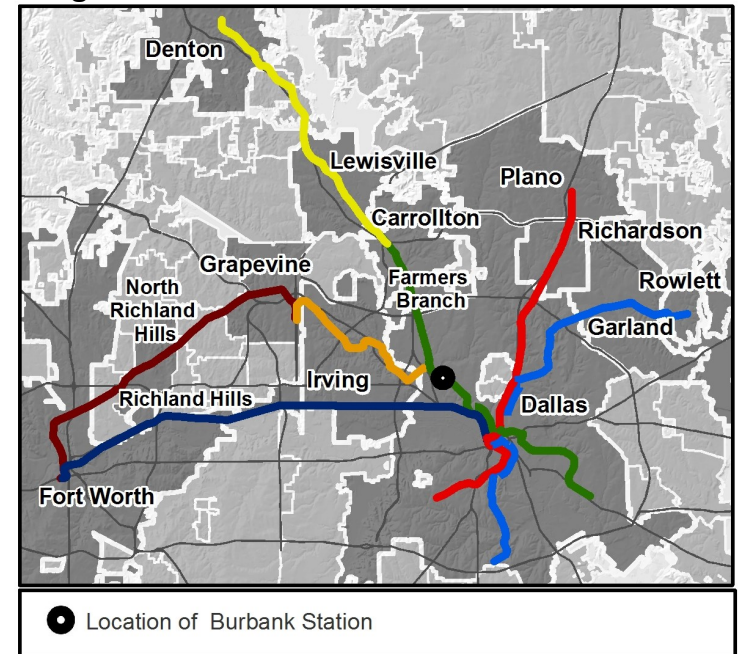 Denton
Lewisville
Plano
Carrollton
Richardson
Grapevine
Farmers
Branch
Rowlett
North
Richland
Hills
Garland
Irving
Richland Hills
Dallas
Fort Worth
Location of Burbank Station